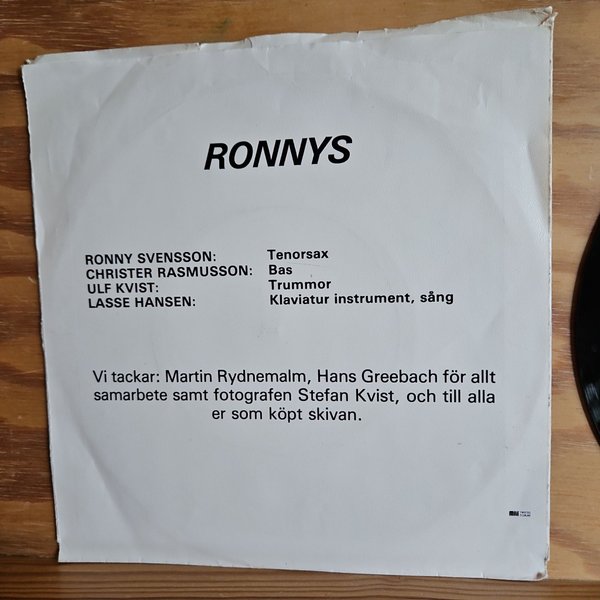 RONNYS
RONNY SVENSSON: Tenorsax
CHRISTER RASMUSSON: Bas
ULF KVIST: Trummor
LASSE HANSEN: Klaviatur instrument, sång
Vi tackar: Martin Rydnemalm, Hans Greebach för allt
samarbete samt fotografen Stefan Kvist, och till alla
er som köpt skivan.